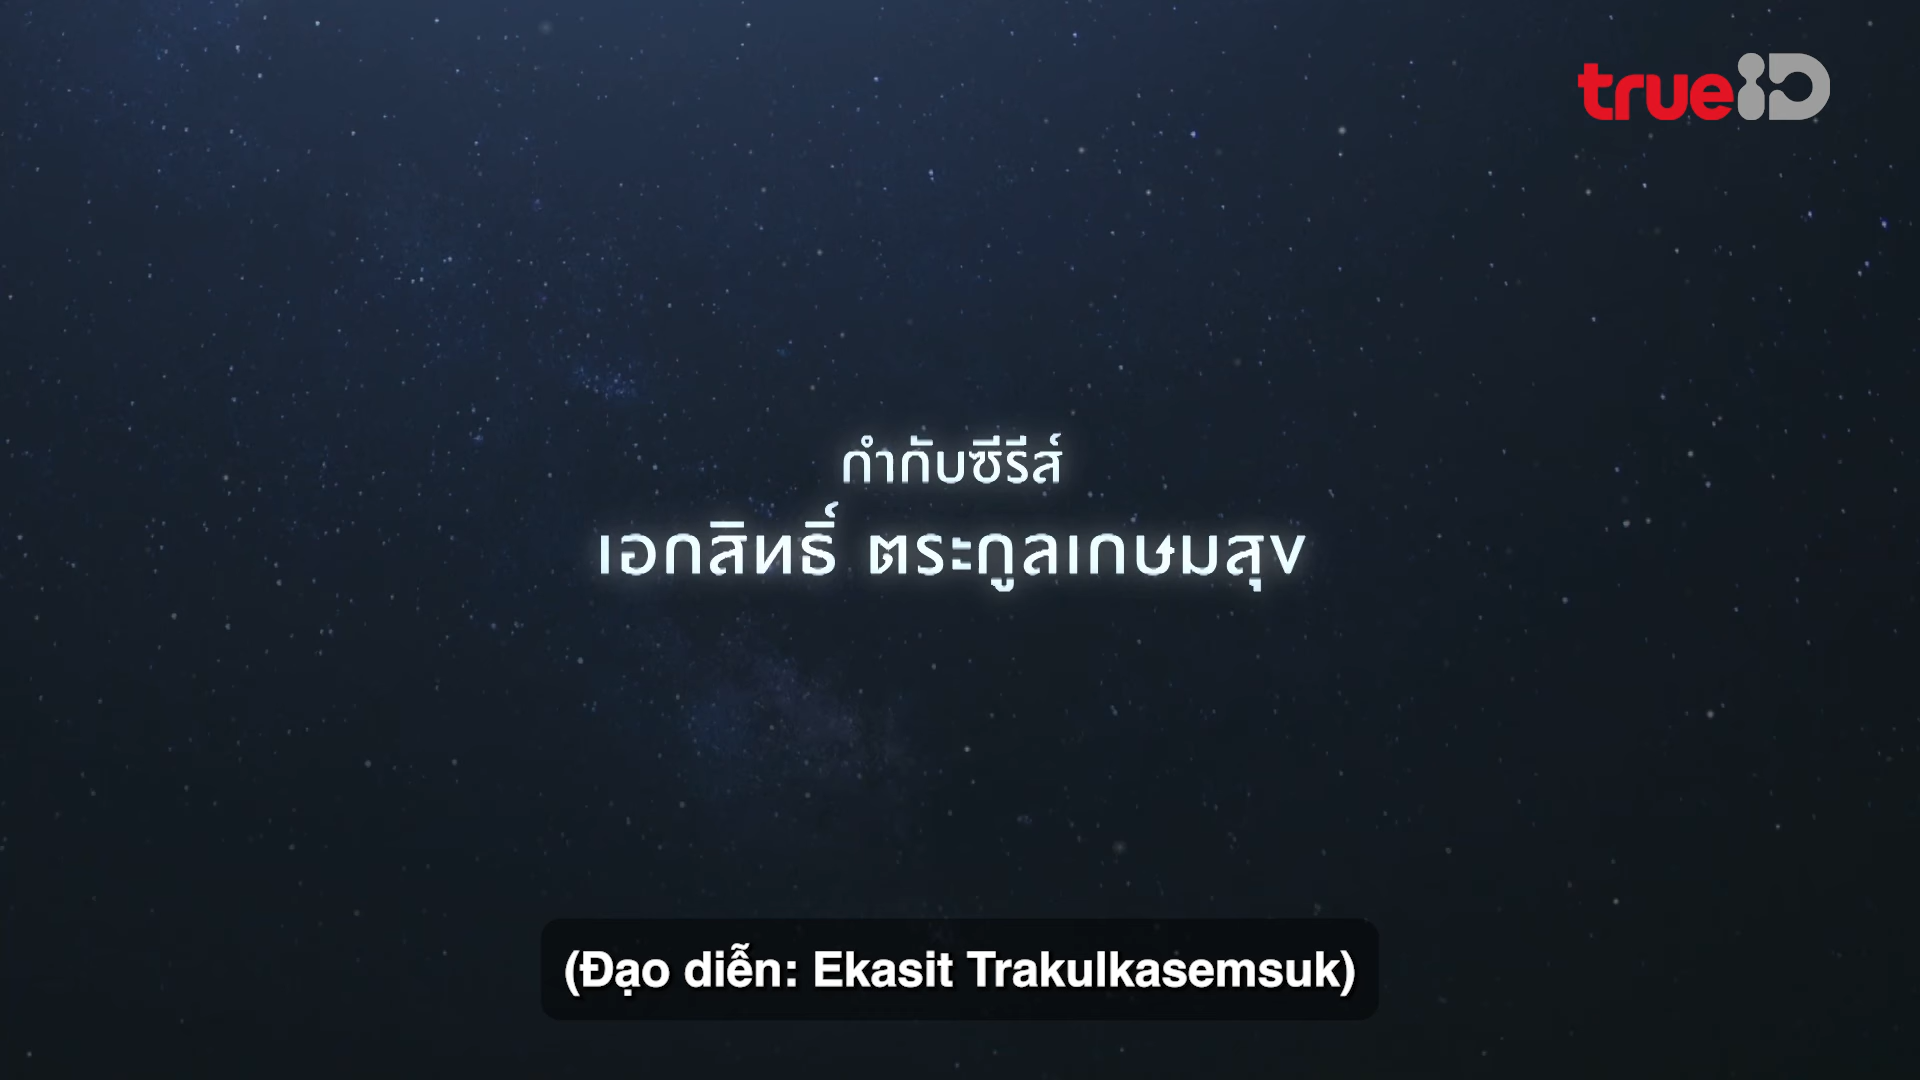 trueiD
กำกับซีรีส์
เอกสิทธิ์ ตระกูลเกษมสุข
(Đạo diễn: Ekasit Trakulkasemsuk)